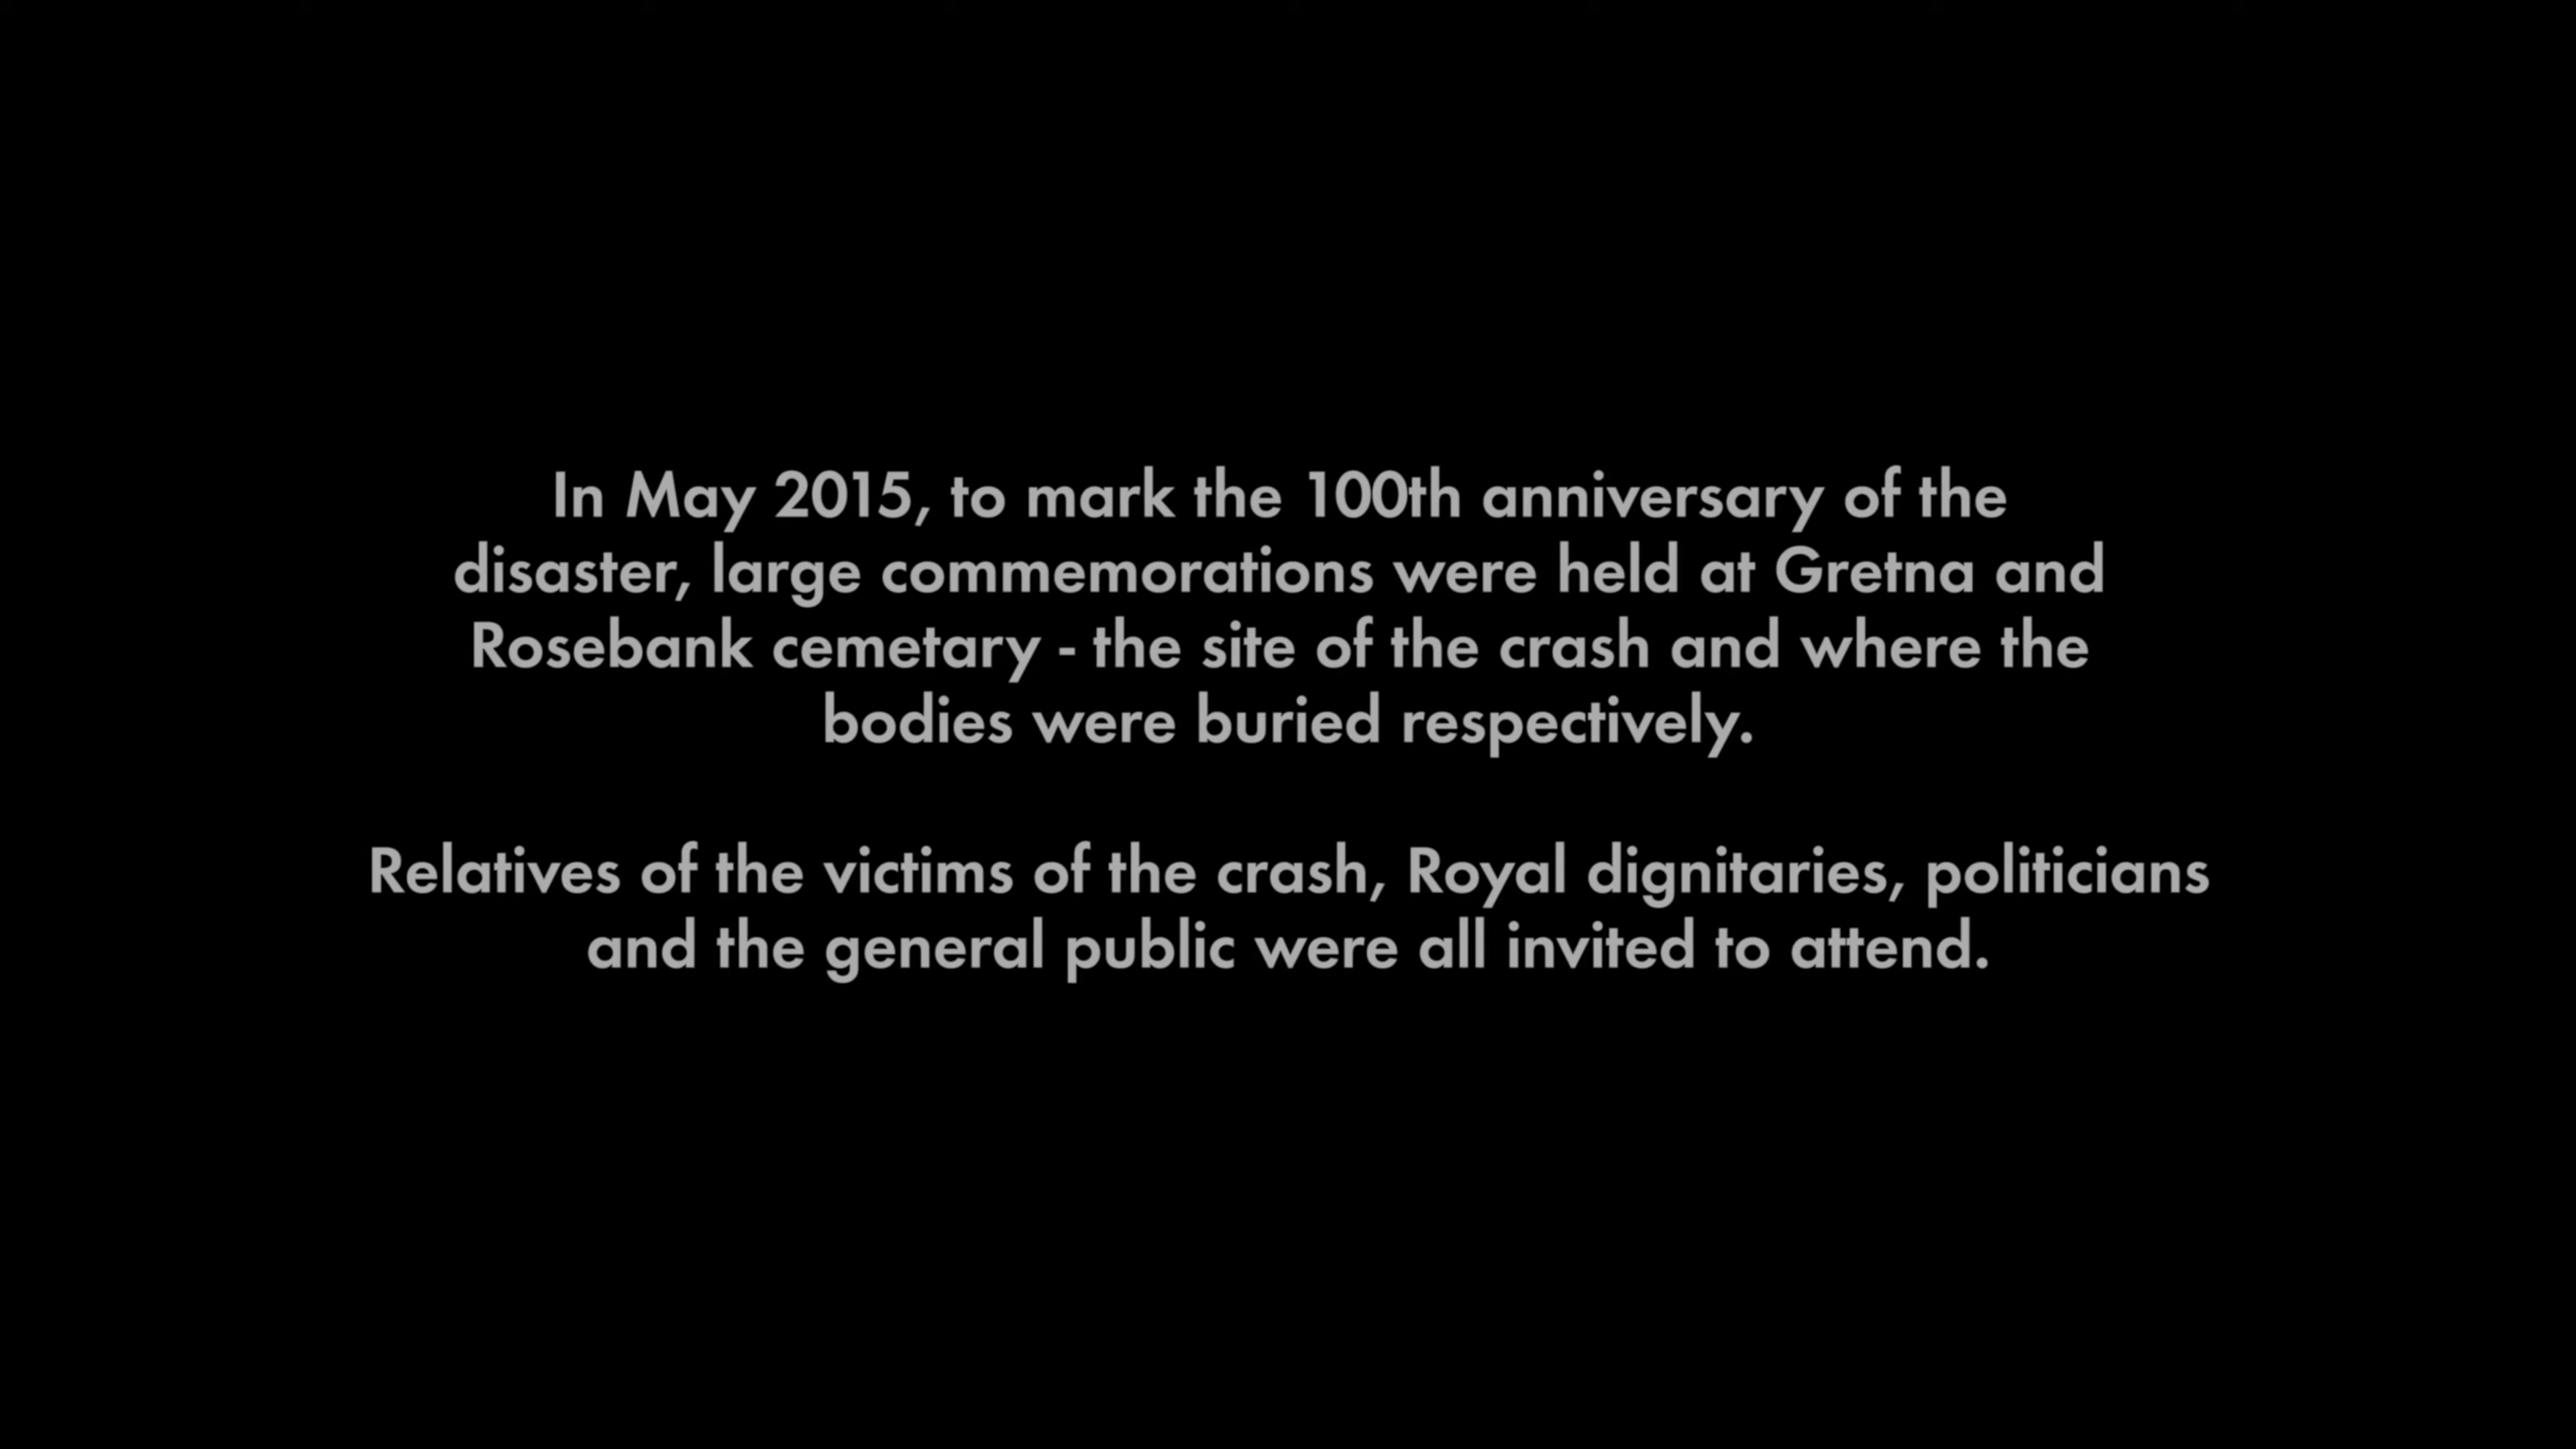 In May 2015, to mark the 100th anniversary of the
disaster, large commemorations were held at Gretna and
Rosebank cemetary - the site of the crash and where the
bodies were buried respectively.
Relatives of the victims of the crash, Royal dignitaries, politicians
and the general public were all invited to attend.